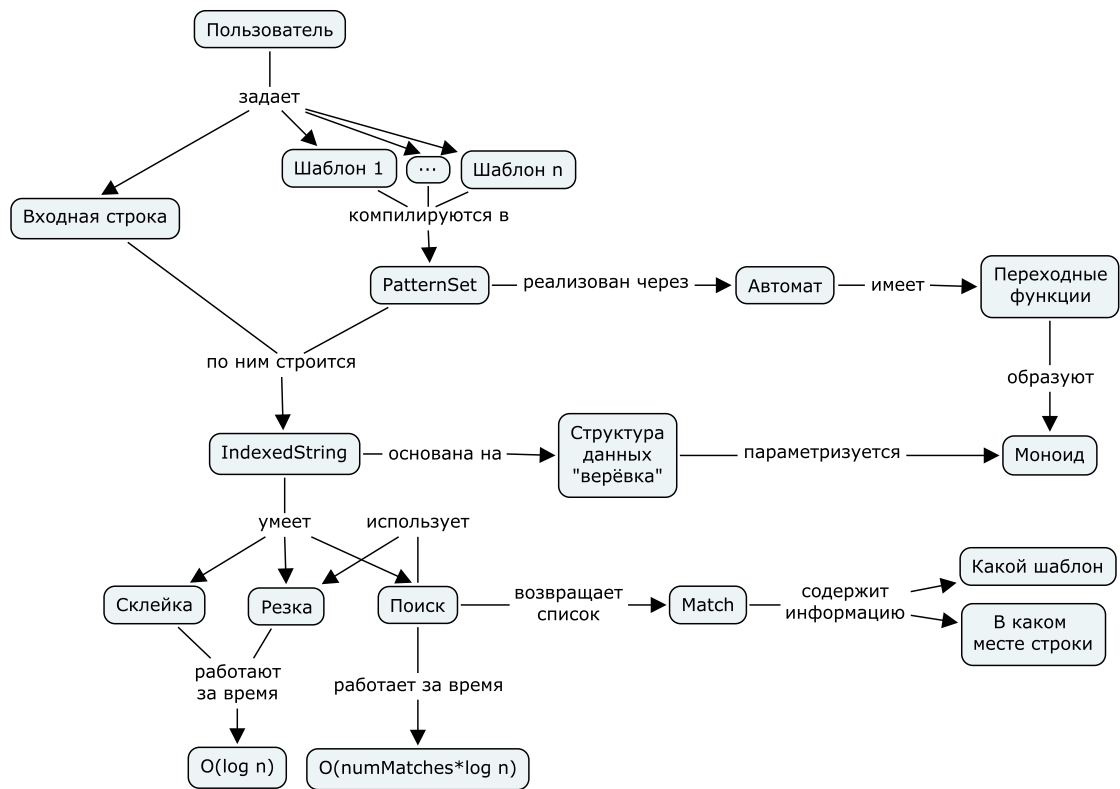 Пользователь
задает
Шаблон 1
...
Шаблон n
Входная строка
компилируются в
PatternSet
реализован через
Автомат
имеет
Переходные
функции
по ним строится
образуют
IndexedString
основана на
Структура
данных
"верёвка"
параметризуется
Моноид
умеет
использует
Склейка
Резка
Поиск
возвращает
список
Match
содержит
информацию
Какой шаблон
В каком
месте строки
работают
за время
работает за время
O(log n)
O(numMatches*log n)